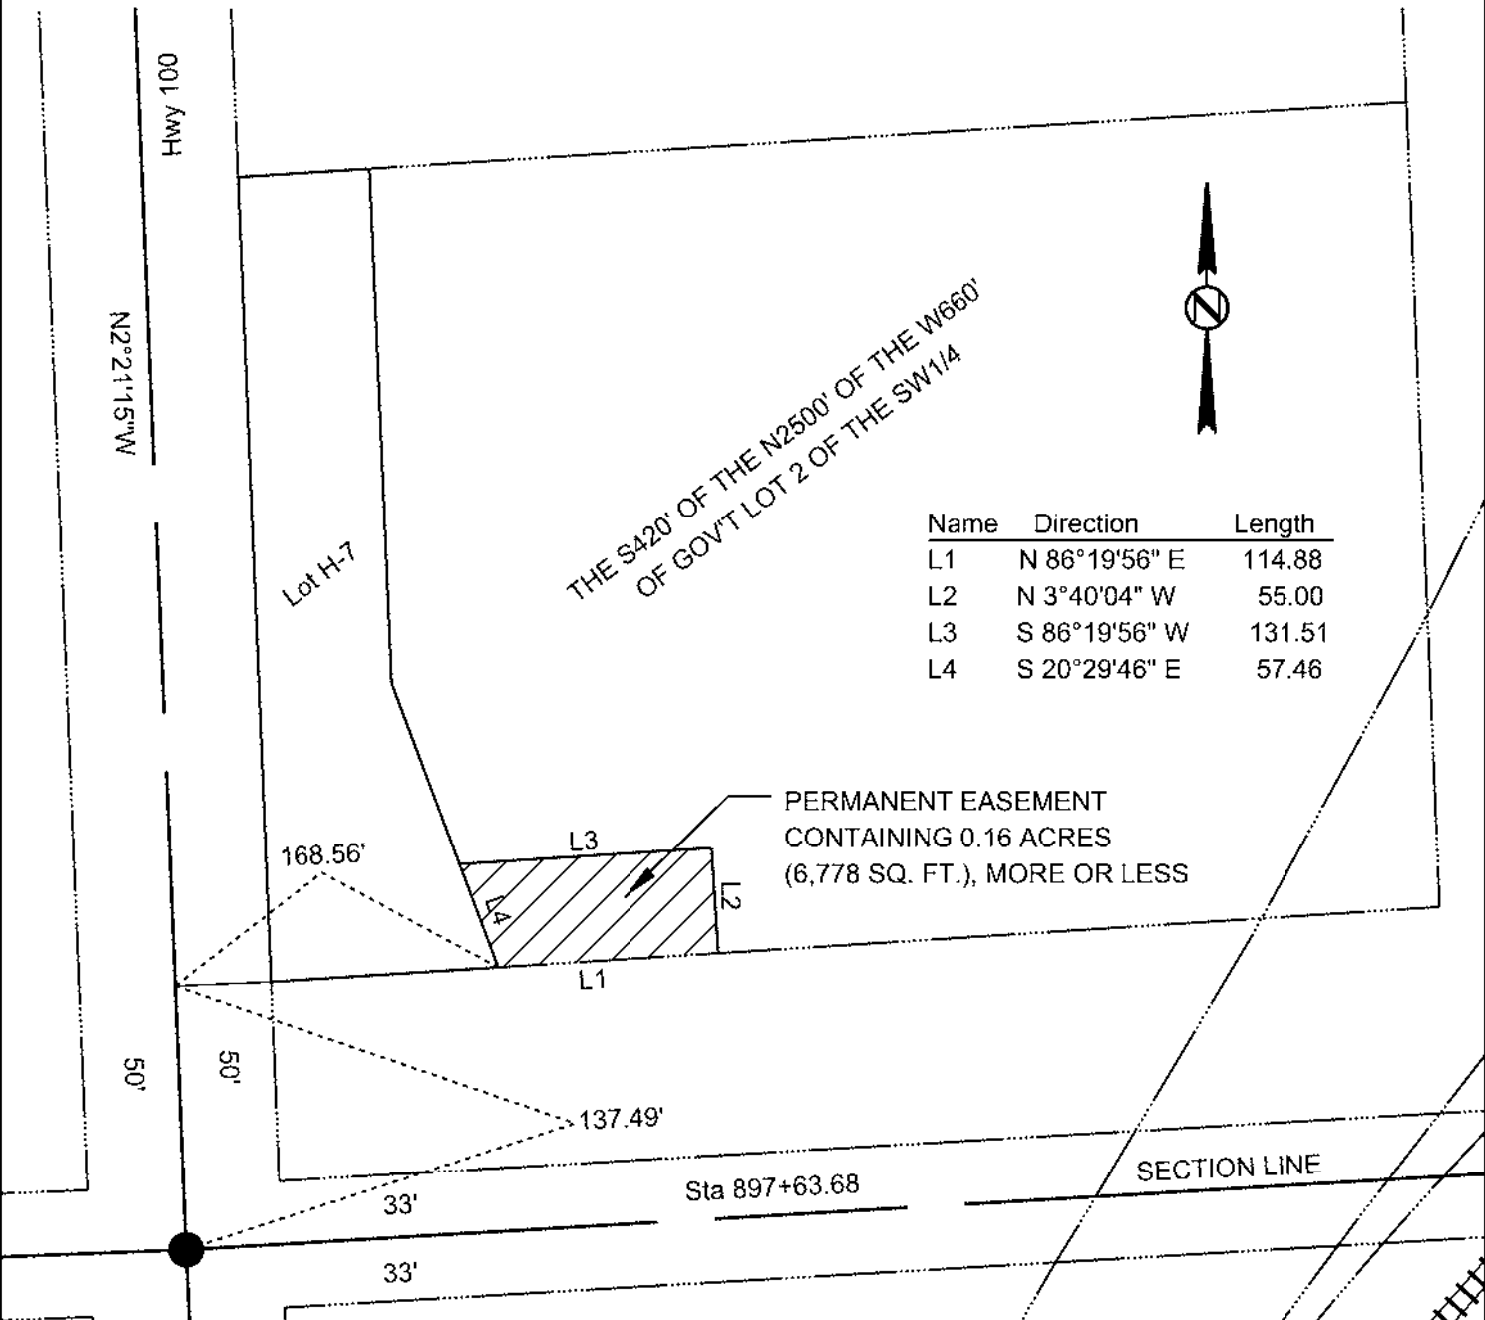 Hwy 100
N2°21'15"W
THE S420' OF THE N2500' OF THE W660'
OF GOV'T LOT 2 OF THE SW1/4
N
Lot H-7
Name Direction Length
L1 N 86°19'56" E 114.88
L2 N 3°40'04" W 55.00
L3 S 86°19'56" W 131.51
L4 S 20°29'46" E 57.46
PERMANENT EASEMENT
CONTAINING 0.16 ACRES
(6,778 SQ. FT.), MORE OR LESS
L3
168.56'
L2
L4
L1
50'
50'
137.49'
SECTION LINE
Sta 897+63.68
33'
33'